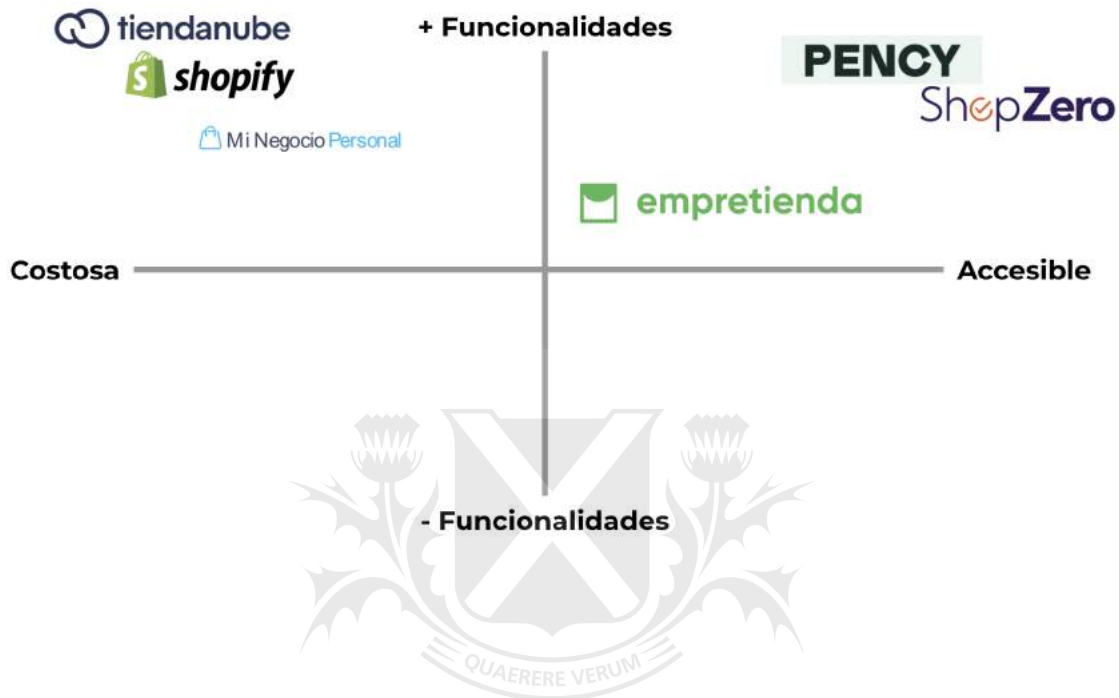 tiendanube
+ Funcionalidades
shopify
PENCY
ShopZero
Mi Negocio Personal
empretienda
Costosa
Accesible
- Funcionalidades
QUAERERE VERUM